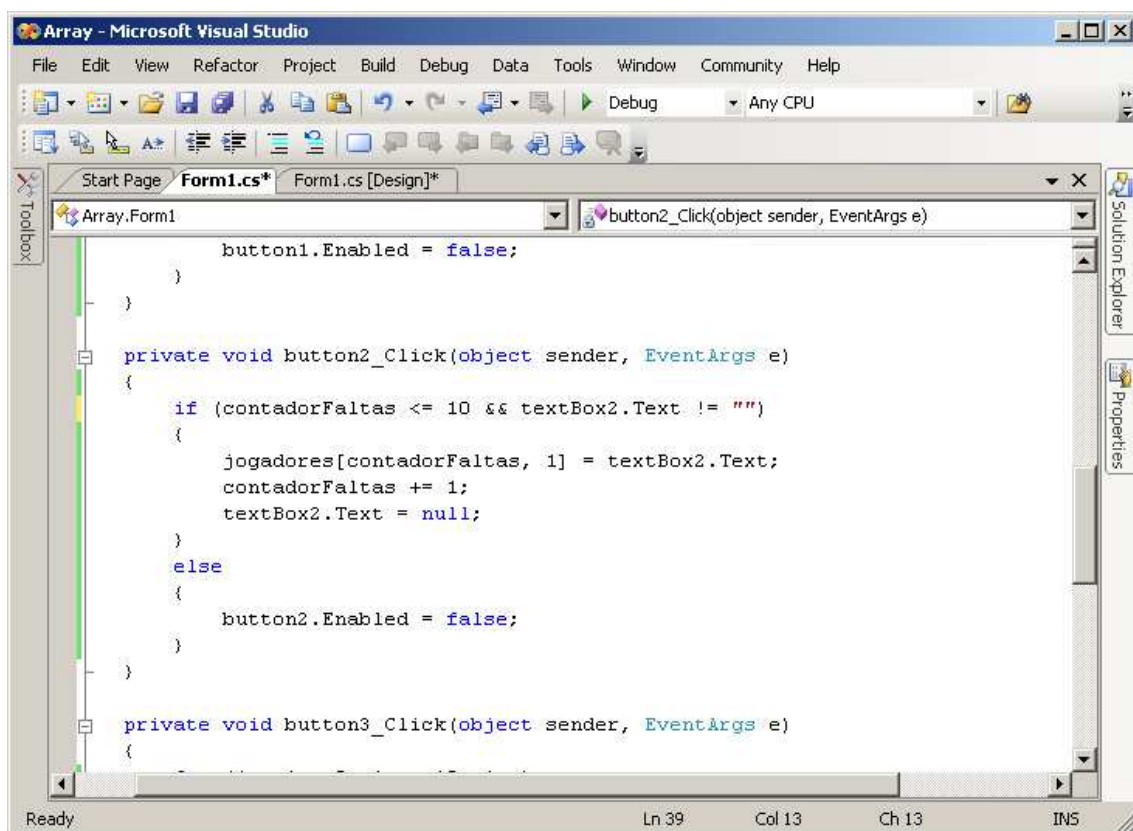 Array - Microsoft Visual Studio
File Edit View Refactor Project Build Debug Data Tools Window Community Help
Debug Any CPU
Start Page Form1.cs* Form1.cs [Design]*
Toolbox
Array.Form1 button2_Click(object sender, EventArgs e)
button1.Enabled = false;
}
}
private void button2_Click(object sender, EventArgs e)
{
if (contadorFaltas <= 10 && textBox2.Text != "")
{
jogadores[contadorFaltas, 1] = textBox2.Text;
contadorFaltas += 1;
textBox2.Text = null;
}
else
{
button2.Enabled = false;
}
}
private void button3_Click(object sender, EventArgs e)
{
Solution Explorer
Properties
Ready Ln 39 Col 13 Ch 13 INS